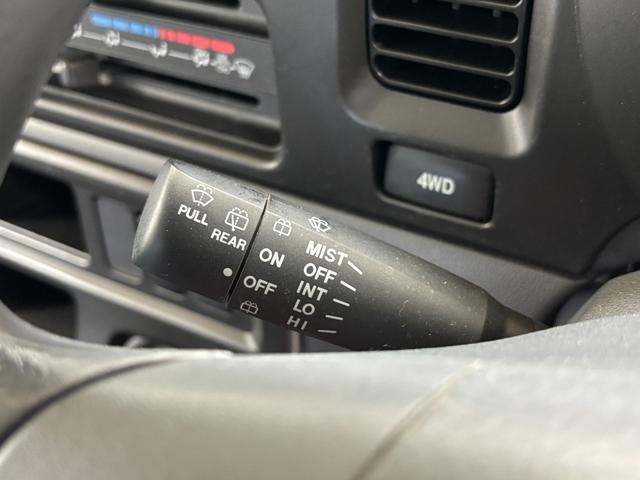 4WD
PULL
REAR
ON
OFF
MIST
OFF
INT
LO
HI